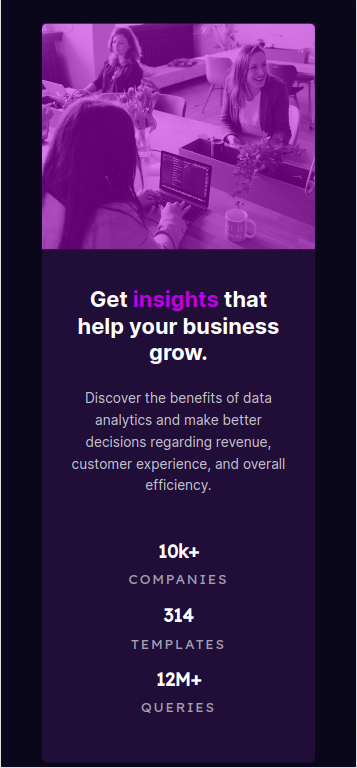 Get insights that
help your business
grow.
Discover the benefits of data
analytics and make better
decisions regarding revenue,
customer experience, and overall
efficiency.
10k+
COMPANIES
314
TEMPLATES
12M+
QUERIES